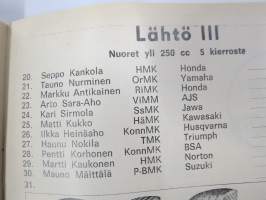 Lähtö III
Nuoret yli 250 cc 5 kierrosta
20. Seppo Kankola HMK Honda
21. Tauno Nurminen OrMK Yamaha
22. Markku Antikainen RiMK Honda
23. Arto Sara-Aho ViMM AJS
24. Kari Sirmola SsMK Jawa
25. Matti Kukko HäMK Kawasaki
26. Ilkka Heinäaho KonnMK Husqvarna
27. Hannu Nokila TMK Triumph
28. Pentti Korhonen KonnMK BSA
29. Martti Kaukonen HMK Norton
30. Mauno Mäittälä P-BMK Suzuki
31.